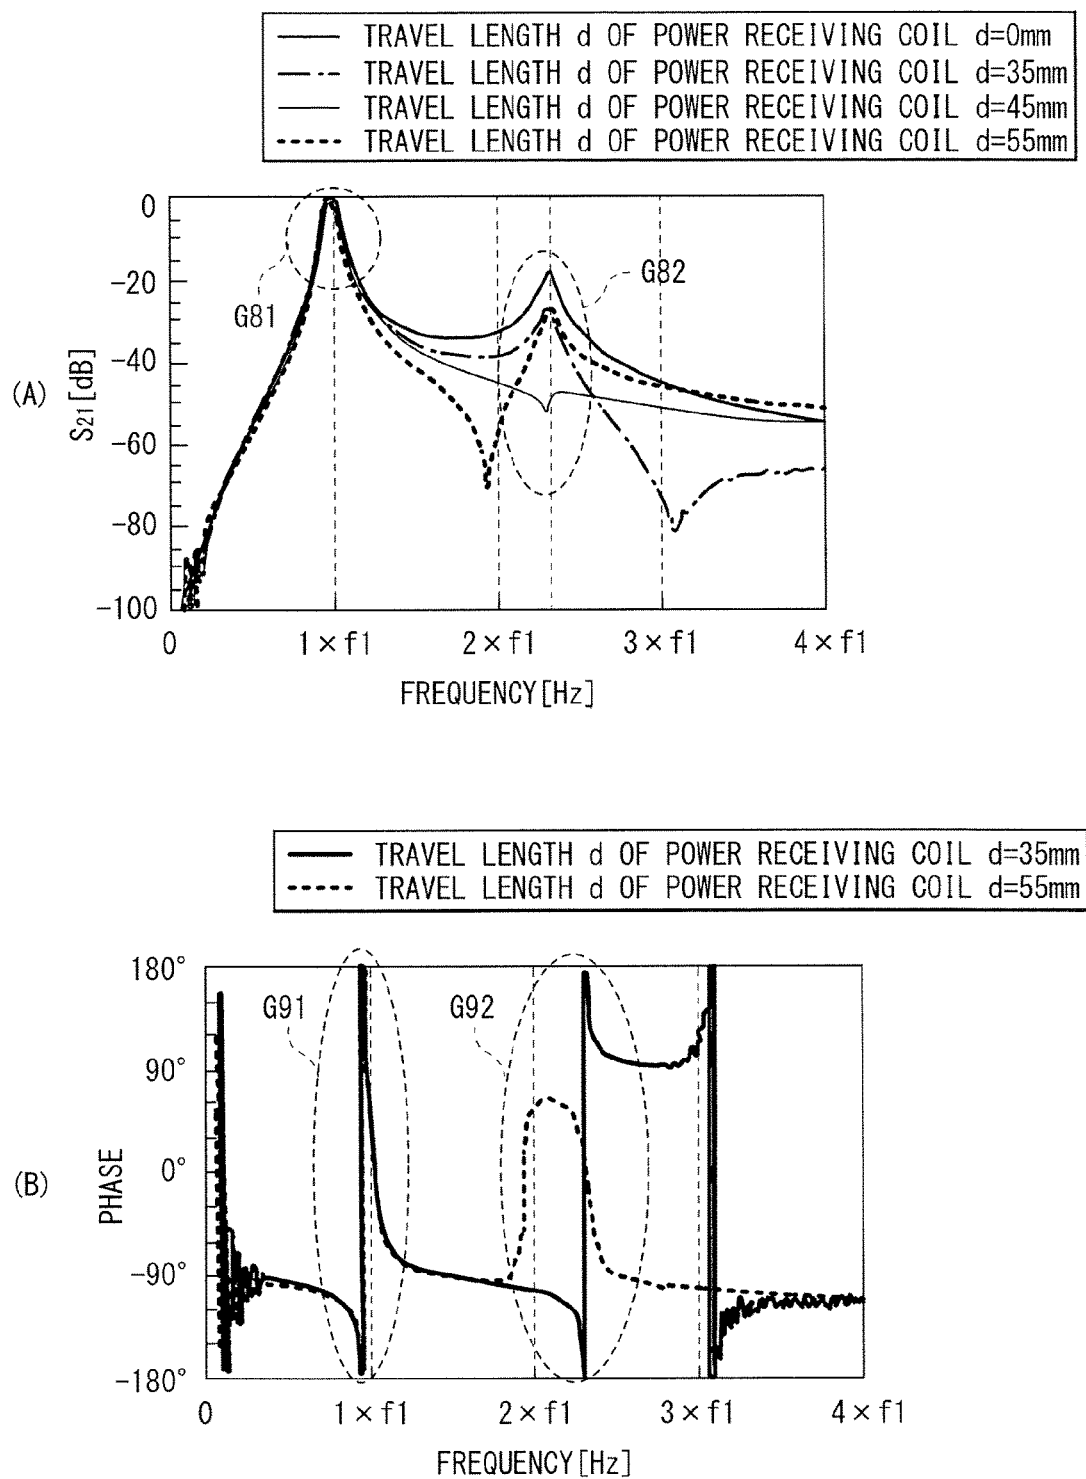 TRAVEL LENGTH d OF POWER RECEIVING COIL d=0mm
TRAVEL LENGTH d OF POWER RECEIVING COIL d=35mm
TRAVEL LENGTH d OF POWER RECEIVING COIL d=45mm
TRAVEL LENGTH d OF POWER RECEIVING COIL d=55mm
(A)
S21[dB]
0
-20
-40
-60
-80
-100
G81
G82
0
1×f1
2×f1
3×f1
4×f1
FREQUENCY[Hz]
TRAVEL LENGTH d OF POWER RECEIVING COIL d=35mm
TRAVEL LENGTH d OF POWER RECEIVING COIL d=55mm
(B)
PHASE
180°
90°
0°
-90°
-180°
G91
G92
0
1×f1
2×f1
3×f1
4×f1
FREQUENCY[Hz]